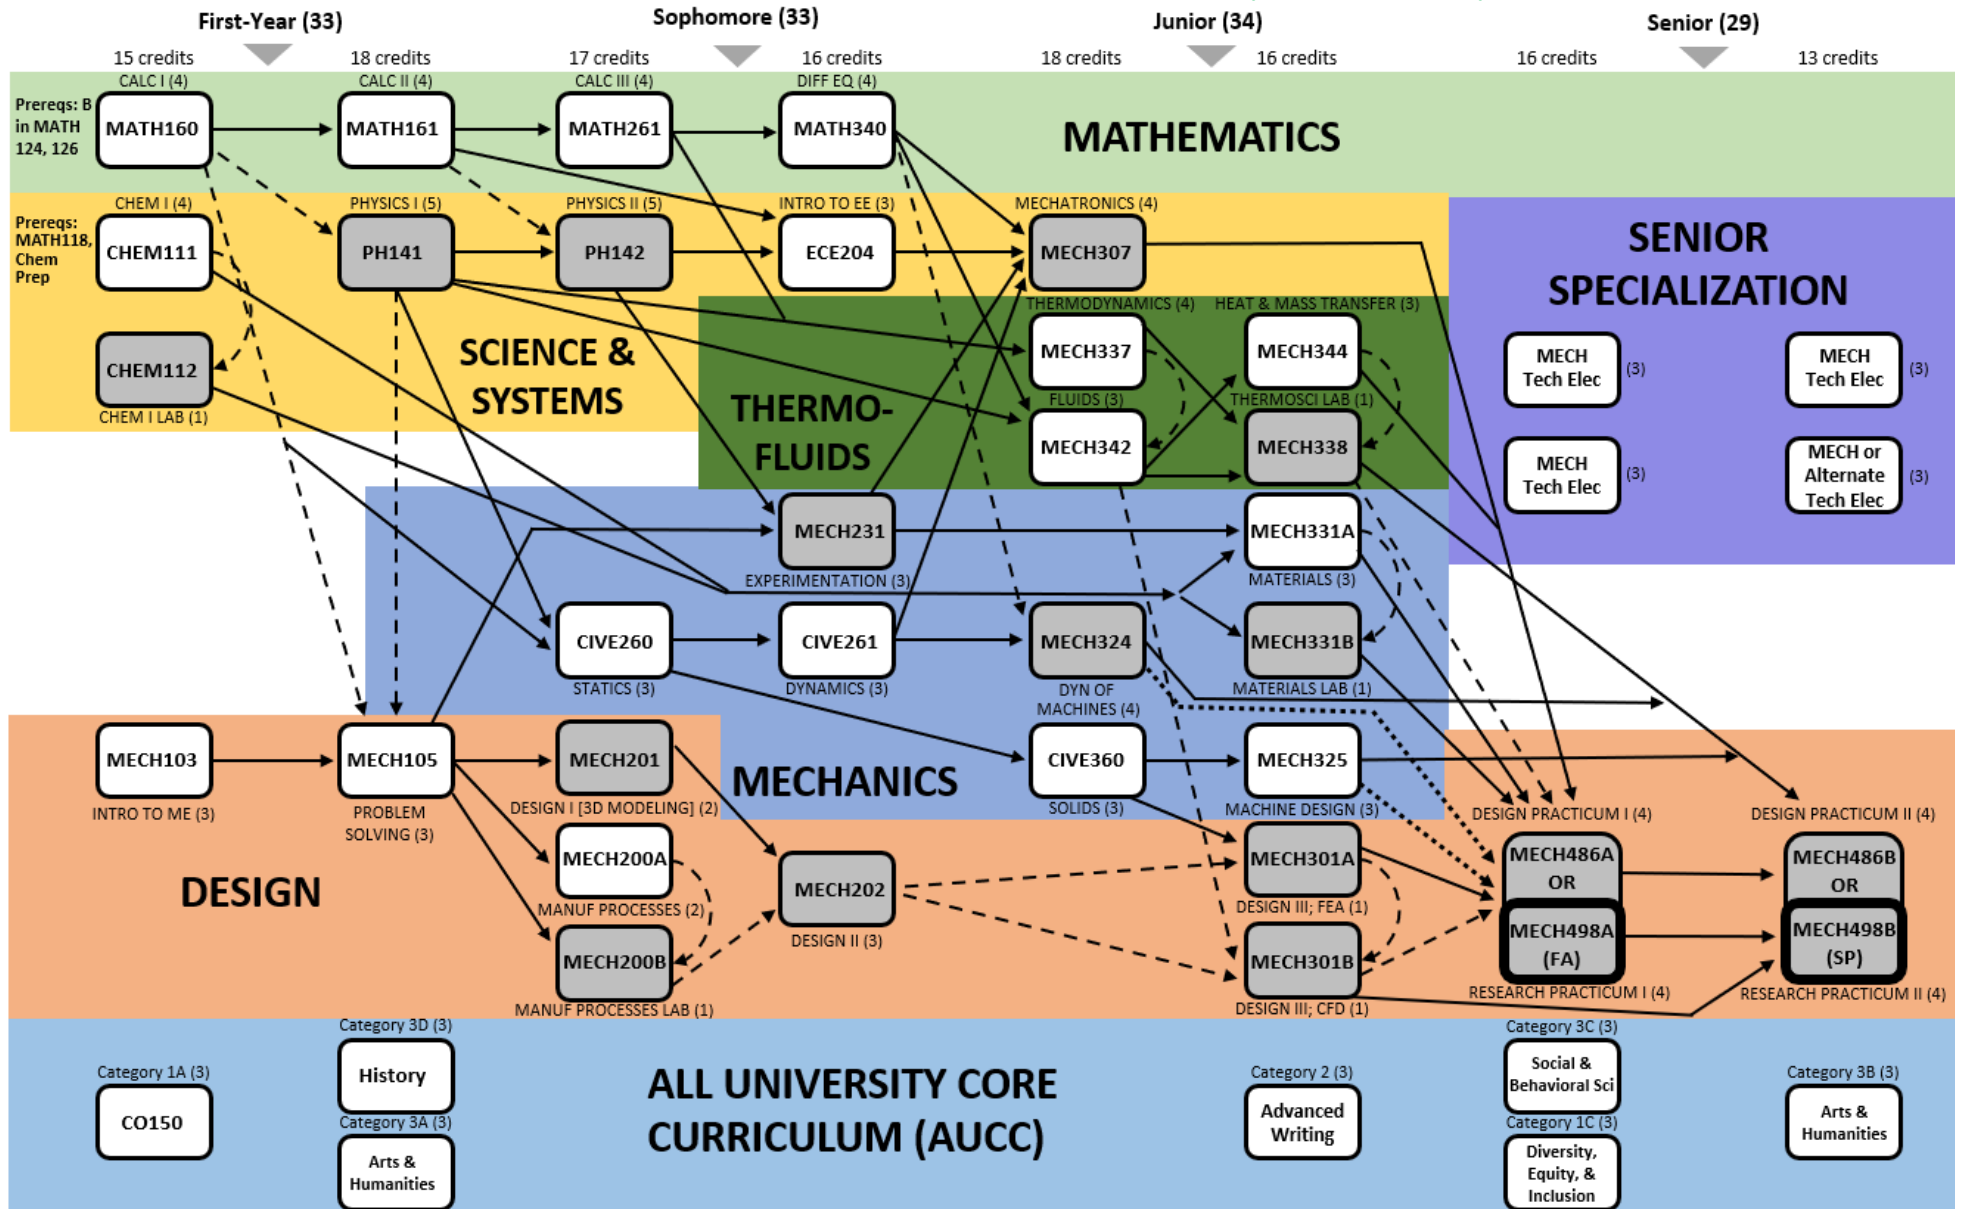 First-Year (33)
Sophomore (33)
Junior (34)
Senior (29)
15 credits
18 credits
17 credits
16 credits
18 credits
16 credits
16 credits
13 credits
CALC I (4)
CALC II (4)
CALC III (4)
DIFF EQ (4)
Prereqs: B
in MATH
124, 126
MATH160
MATH161
MATH261
MATH340
MATHEMATICS
CHEM I (4)
PHYSICS I (5)
PHYSICS II (5)
INTRO TO EE (3)
MECHATRONICS (4)
Prereqs:
MATH118,
Chem
Prep
CHEM111
PH141
PH142
ECE204
MECH307
SENIOR
SPECIALIZATION
THERMODYNAMICS (4)
HEAT & MASS TRANSFER (3)
CHEM112
CHEM I LAB (1)
SCIENCE &
SYSTEMS
MECH337
MECH344
MECH
Tech Elec
(3)
MECH
Tech Elec
(3)
THERMO-
FLUIDS
FLUIDS (3)
THERMOSCI LAB (1)
MECH342
MECH338
MECH
Tech Elec
(3)
MECH or
Alternate
Tech Elec
(3)
MECH231
EXPERIMENTATION (3)
MECH331A
MATERIALS (3)
CIVE260
STATICS (3)
CIVE261
DYNAMICS (3)
MECH324
DYN OF
MACHINES (4)
MECH331B
MATERIALS LAB (1)
MECH103
INTRO TO ME (3)
MECH105
PROBLEM
SOLVING (3)
MECH201
DESIGN I [3D MODELING] (2)
MECHANICS
CIVE360
SOLIDS (3)
MECH325
MACHINE DESIGN (3)
DESIGN PRACTICUM I (4)
DESIGN PRACTICUM II (4)
DESIGN
MECH200A
MANUF PROCESSES (2)
MECH202
DESIGN II (3)
MECH301A
DESIGN III; FEA (1)
MECH486A
OR
MECH498A
(FA)
RESEARCH PRACTICUM I (4)
MECH486B
OR
MECH498B
(SP)
RESEARCH PRACTICUM II (4)
MECH200B
MANUF PROCESSES LAB (1)
MECH301B
DESIGN III; CFD (1)
Category 1A (3)
CO150
Category 3D (3)
History
Category 3A (3)
Arts &
Humanities
ALL UNIVERSITY CORE
CURRICULUM (AUCC)
Category 2 (3)
Advanced
Writing
Category 3C (3)
Social &
Behavioral Sci
Category 1C (3)
Diversity,
Equity, &
Inclusion
Category 3B (3)
Arts &
Humanities